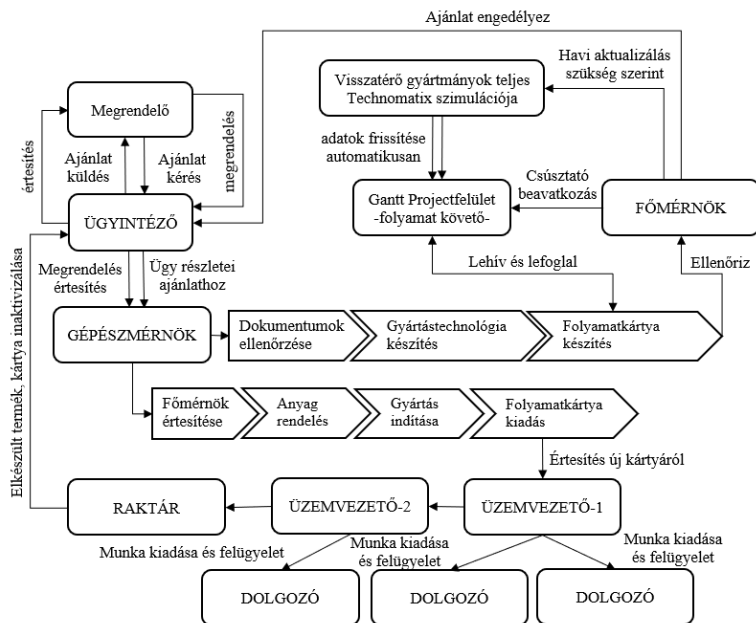 Ajánlat engedélyez
Havi aktualizálás
szükség szerint
Visszatérő gyártmányok teljes
Technomatix szimulációja
Megrendelő
értesítés
Ajánlat
küldés
Ajánlat
kérés
megrendelés
adatok frissítése
automatikusan
Csúsztató
beavatkozás
Gantt Projectfelület
-folyamat követő-
FŐMÉRNÖK
ÜGYINTÉZŐ
Megrendelés
értesítés
Ügy részletei
ajánlathoz
Lehív és lefoglal
Ellenőriz
GÉPÉSZMÉRNÖK
Dokumentumok
ellenőrzése
Gyártástechnológia
készítés
Folyamatkártya
készítés
Elkészült termék, kártya inaktivizálása
Főmérnök
értesítése
Anyag
rendelés
Gyártás
indítása
Folyamatkártya
kiadás
Értesítés új kártyáról
RAKTÁR
ÜZEMVEZETŐ-2
ÜZEMVEZETŐ-1
Munka kiadása és felügyelet
Munka kiadása
és felügyelet
Munka kiadása
és felügyelet
DOLGOZÓ
DOLGOZÓ
DOLGOZÓ